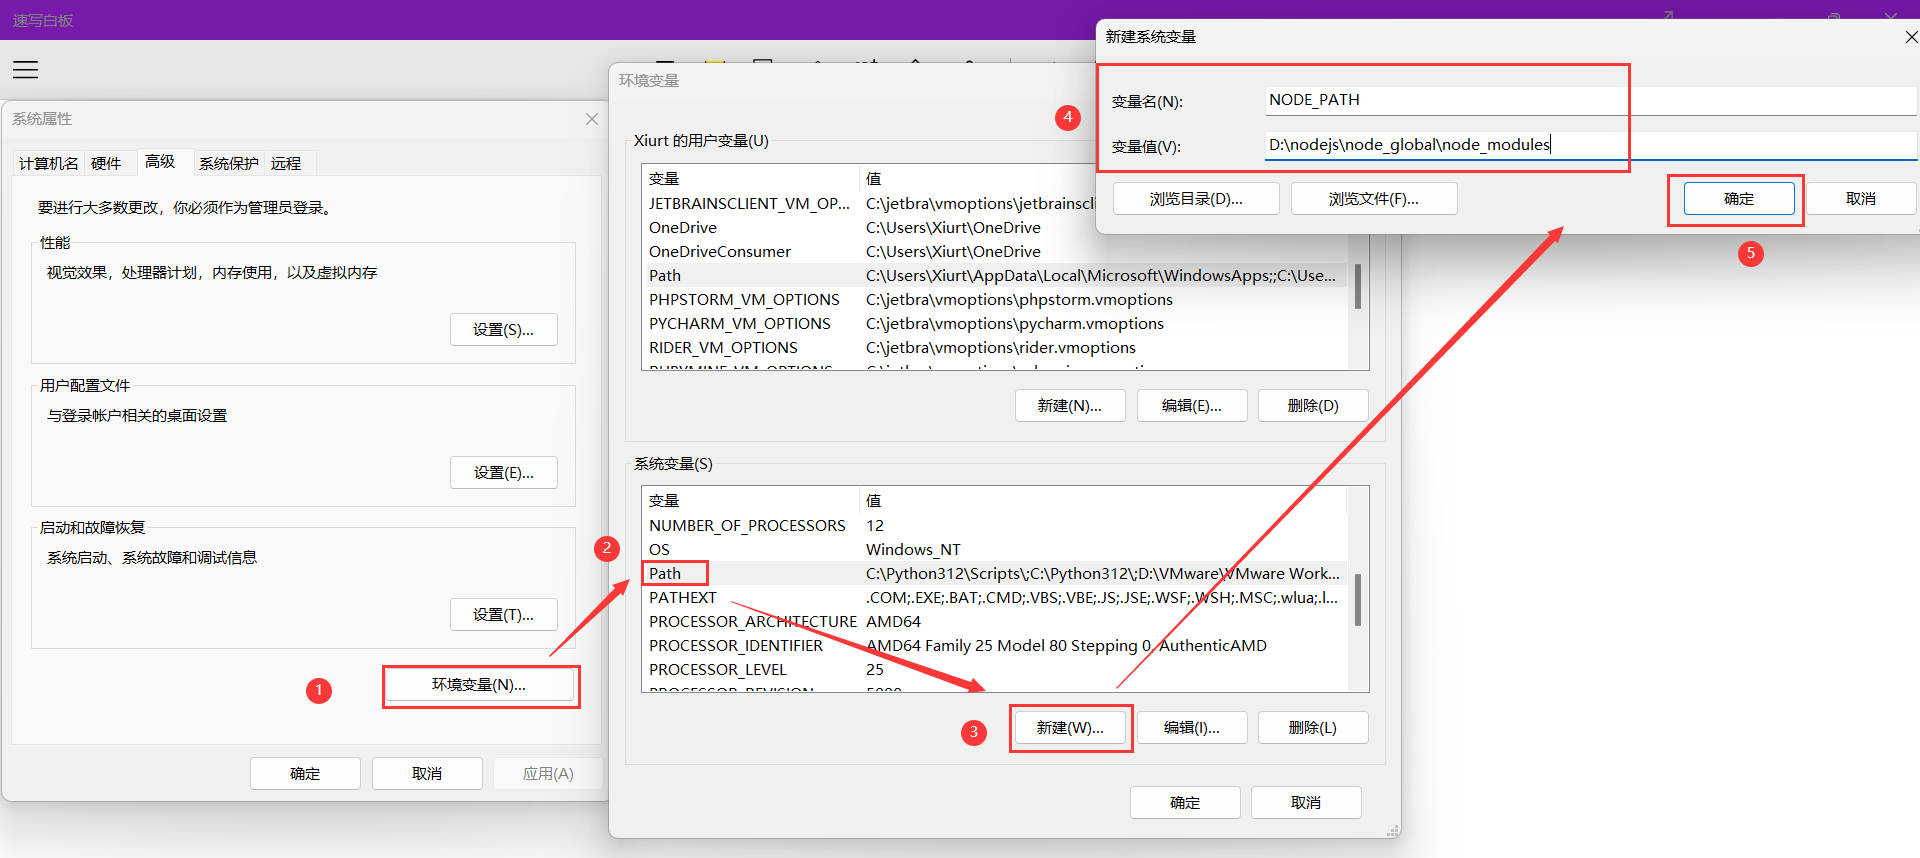 速写白板
系统属性
计算机名
硬件
高级
系统保护
远程
要进行大多数更改，你必须作为管理员登录。
性能
视觉效果，处理器计划，内存使用，以及虚拟内存
设置(S)...
用户配置文件
与登录帐户相关的桌面设置
设置(E)...
启动和故障恢复
系统启动、系统故障和调试信息
设置(T)...
1
环境变量(N)...
确定
取消
应用(A)
环境变量
Xiurt 的用户变量(U)
变量 值
JETBRAINSCLIENT_VM_OP... C:\jetbra\vmoptions\jetbrainscli
OneDrive C:\Users\Xiurt\OneDrive
OneDriveConsumer C:\Users\Xiurt\OneDrive
Path C:\Users\Xiurt\AppData\Local\Microsoft\WindowsApps;;C:\Use...
PHPSTORM_VM_OPTIONS C:\jetbra\vmoptions\phpstorm.vmoptions
PYCHARM_VM_OPTIONS C:\jetbra\vmoptions\pycharm.vmoptions
RIDER_VM_OPTIONS C:\jetbra\vmoptions\rider.vmoptions
新建(N)...
编辑(E)...
删除(D)
系统变量(S)
变量 值
NUMBER_OF_PROCESSORS 12
OS Windows_NT
2
Path C:\Python312\Scripts\;C:\Python312\;D:\VMware\VMware Work...
PATHEXT .COM;.EXE;.BAT;.CMD;.VBS;.VBE;.JS;.JSE;.WSF;.WSH;.MSC;.wlua;.l...
PROCESSOR_ARCHITECTURE AMD64
PROCESSOR_IDENTIFIER AMD64 Family 25 Model 80 Stepping 0, AuthenticAMD
PROCESSOR_LEVEL 25
3
新建(W)...
编辑(I)...
删除(L)
确定
取消
新建系统变量
4
变量名(N): NODE_PATH
变量值(V): D:\nodejs\node_global\node_modules
浏览目录(D)...
浏览文件(F)...
确定
取消
5